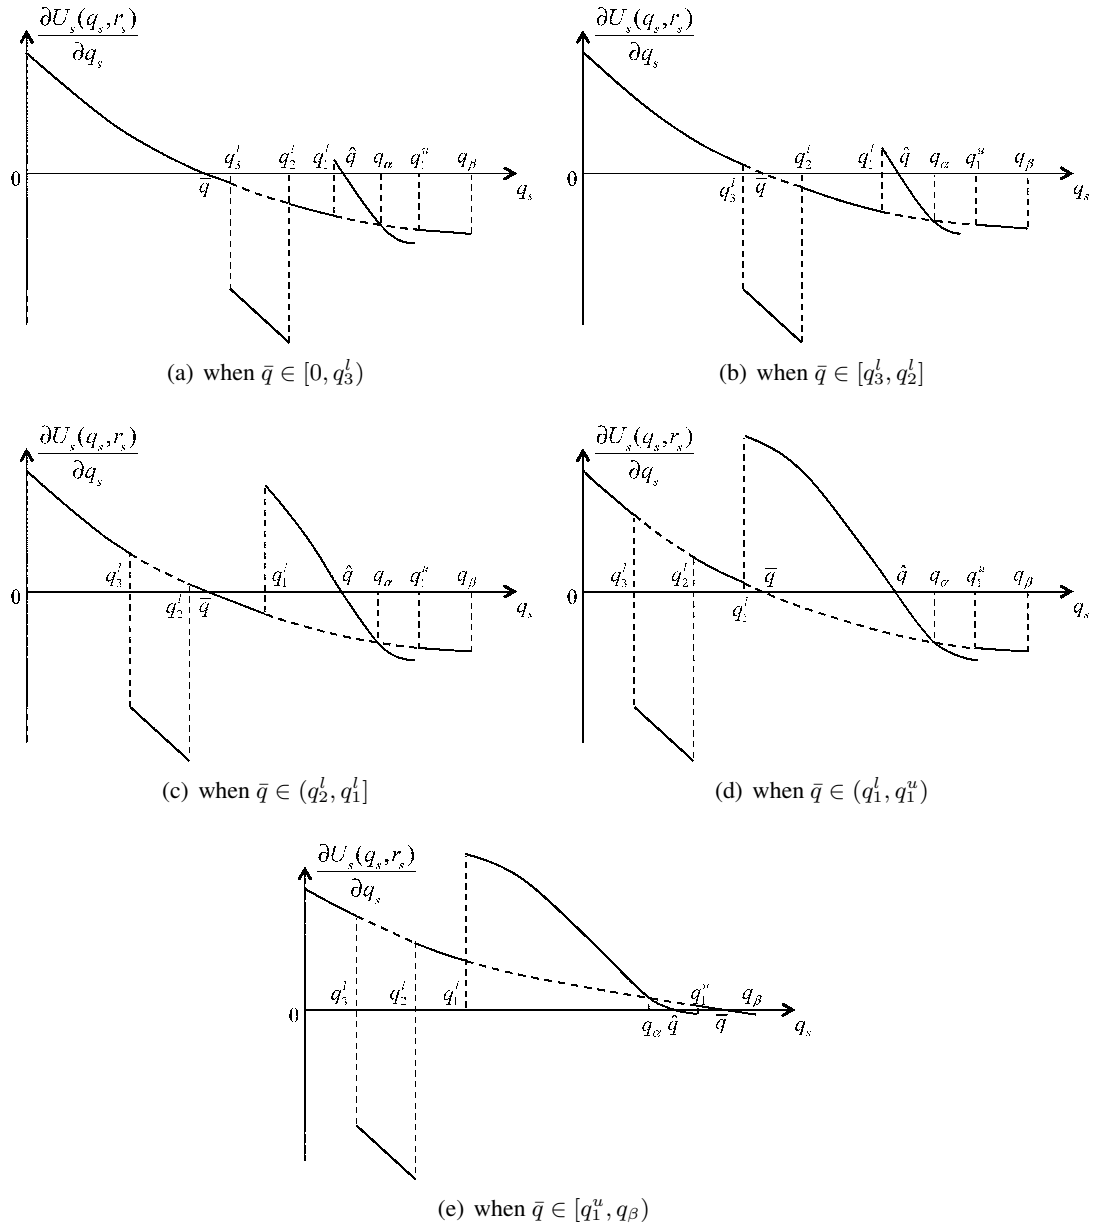 ∂U_s(q_s,r_s)
∂q_s
0
q̄
q_3^l
q_2^l
q_1^l
q̂
q_α
q_1^u
q_β
q_s
(a) when q̄ ∈ [0, q_3^l)
∂U_s(q_s,r_s)
∂q_s
0
q_3^l
q̄
q_2^l
q_1^l
q̂
q_α
q_1^u
q_β
q_s
(b) when q̄ ∈ [q_3^l, q_2^l]
∂U_s(q_s,r_s)
∂q_s
0
q_3^l
q_2^l
q̄
q_1^l
q̂
q_α
q_1^u
q_β
q_s
(c) when q̄ ∈ (q_2^l, q_1^l]
∂U_s(q_s,r_s)
∂q_s
0
q_3^l
q_2^l
q_1^l
q̄
q̂
q_α
q_1^u
q_β
q_s
(d) when q̄ ∈ (q_1^l, q_1^u)
∂U_s(q_s,r_s)
∂q_s
0
q_3^l
q_2^l
q_1^l
q_α
q̂
q_1^u
q̄
q_β
q_s
(e) when q̄ ∈ [q_1^u, q_β)